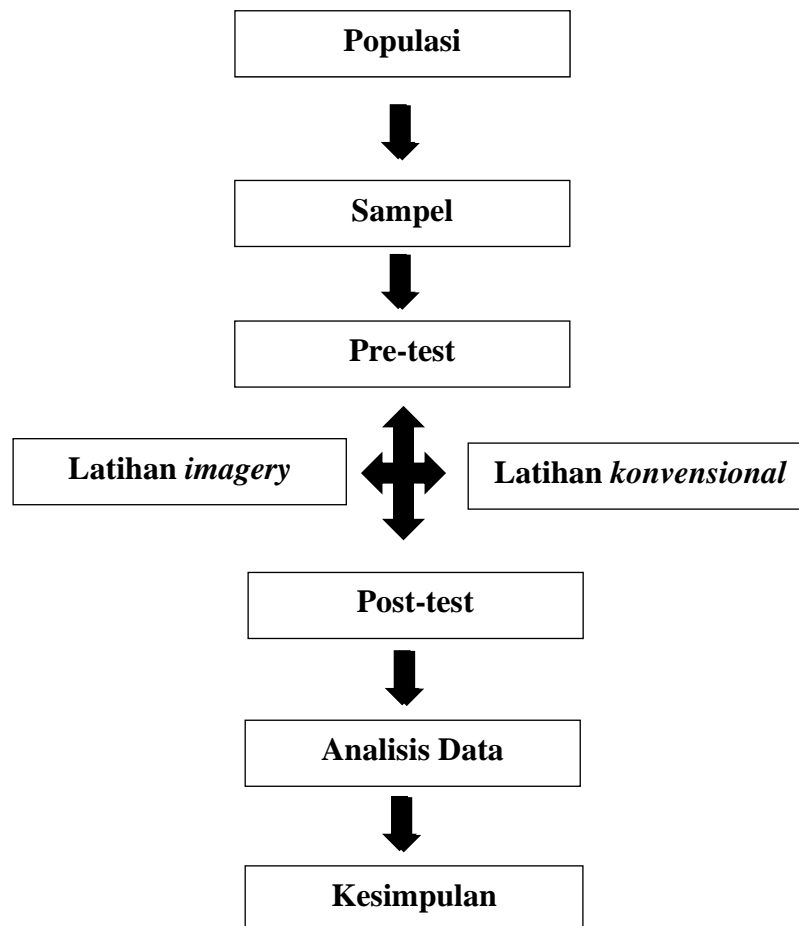 Populasi
Sampel
Pre-test
Latihan imagery
Latihan konvensional
Post-test
Analisis Data
Kesimpulan